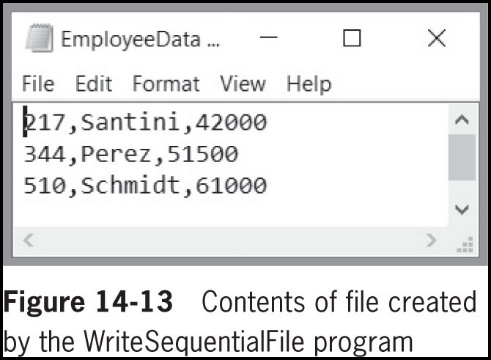 EmployeeData ...
File Edit Format View Help
217,Santini,42000
344,Perez,51500
510,Schmidt,61000
Figure 14-13 Contents of file created
by the WriteSequentialFile program